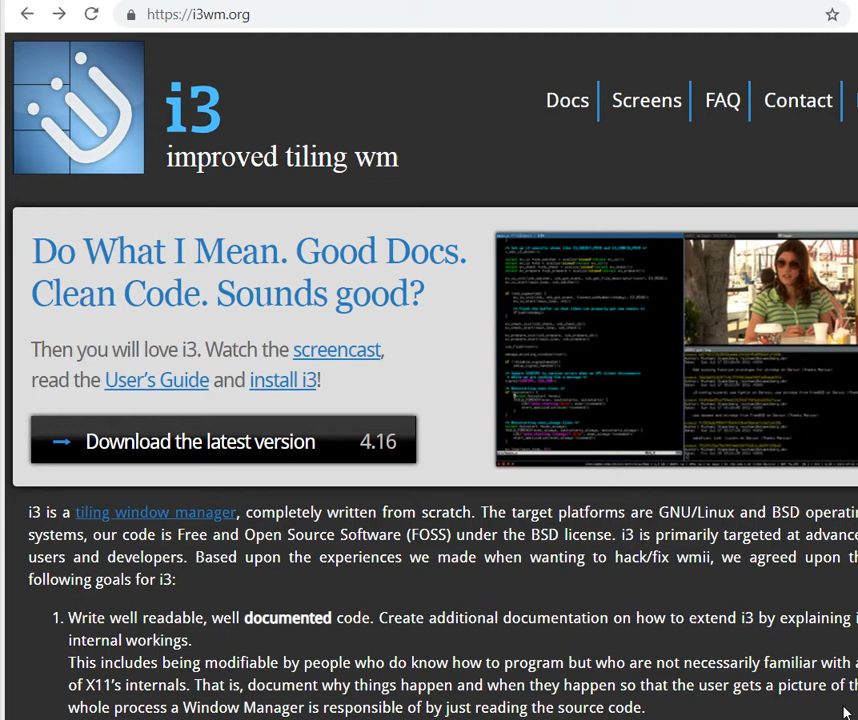 https://i3wm.org
i3
improved tiling wm
Docs
Screens
FAQ
Contact
Do What I Mean. Good Docs.
Clean Code. Sounds good?
Then you will love i3. Watch the screencast,
read the User's Guide and install i3!
→ Download the latest version 4.16
i3 is a tiling window manager, completely written from scratch. The target platforms are GNU/Linux and BSD operatin
systems, our code is Free and Open Source Software (FOSS) under the BSD license. i3 is primarily targeted at advance
users and developers. Based upon the experiences we made when wanting to hack/fix wmii, we agreed upon th
following goals for i3:
1. Write well readable, well documented code. Create additional documentation on how to extend i3 by explaining i
internal workings.
This includes being modifiable by people who do know how to program but who are not necessarily familiar with a
of X11's internals. That is, document why things happen and when they happen so that the user gets a picture of th
whole process a Window Manager is responsible of by just reading the source code.